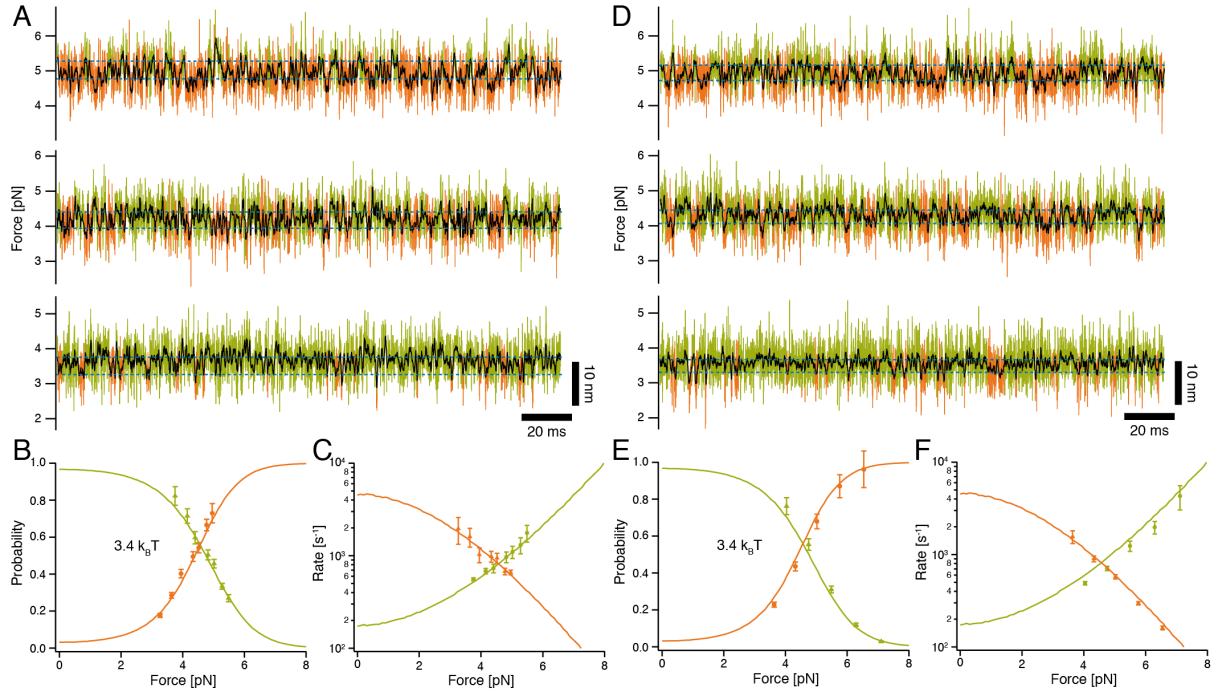 A
D
6
5
4
6
5
4
Force [pN]
6
5
4
3
Force [pN]
6
5
4
3
5
4
3
2
10 nm
20 ms
5
4
3
2
10 nm
20 ms
B
C
E
F
Probability
1.0
0.8
0.6
0.4
0.2
0.0
3.4 kBT
0 2 4 6 8
Force [pN]
Rate [s⁻¹]
10⁴
8
6
4
2
10³
8
6
4
2
10²
0 2 4 6 8
Force [pN]
Probability
1.0
0.8
0.6
0.4
0.2
0.0
3.4 kBT
0 2 4 6 8
Force [pN]
Rate [s⁻¹]
10⁴
8
6
4
2
10³
8
6
4
2
10²
0 2 4 6 8
Force [pN]